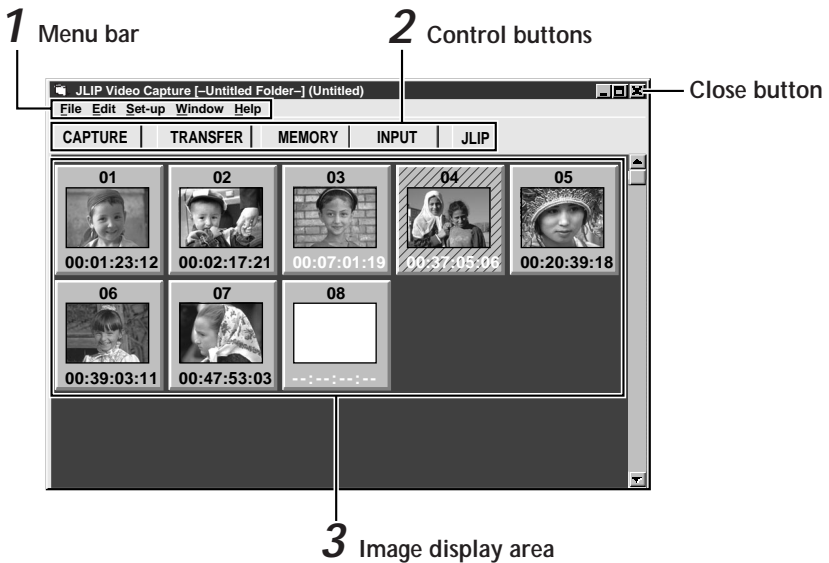 1 Menu bar
2 Control buttons
JLIP Video Capture [–Untitled Folder–] (Untitled)
Close button
File Edit Set-up Window Help
CAPTURE TRANSFER MEMORY INPUT JLIP
01 02 03 04 05
00:01:23:12 00:02:17:21 00:07:01:19 00:37:05:06 00:20:39:18
06 07 08
00:39:03:11 00:47:53:03 --:--:--:--
3 Image display area